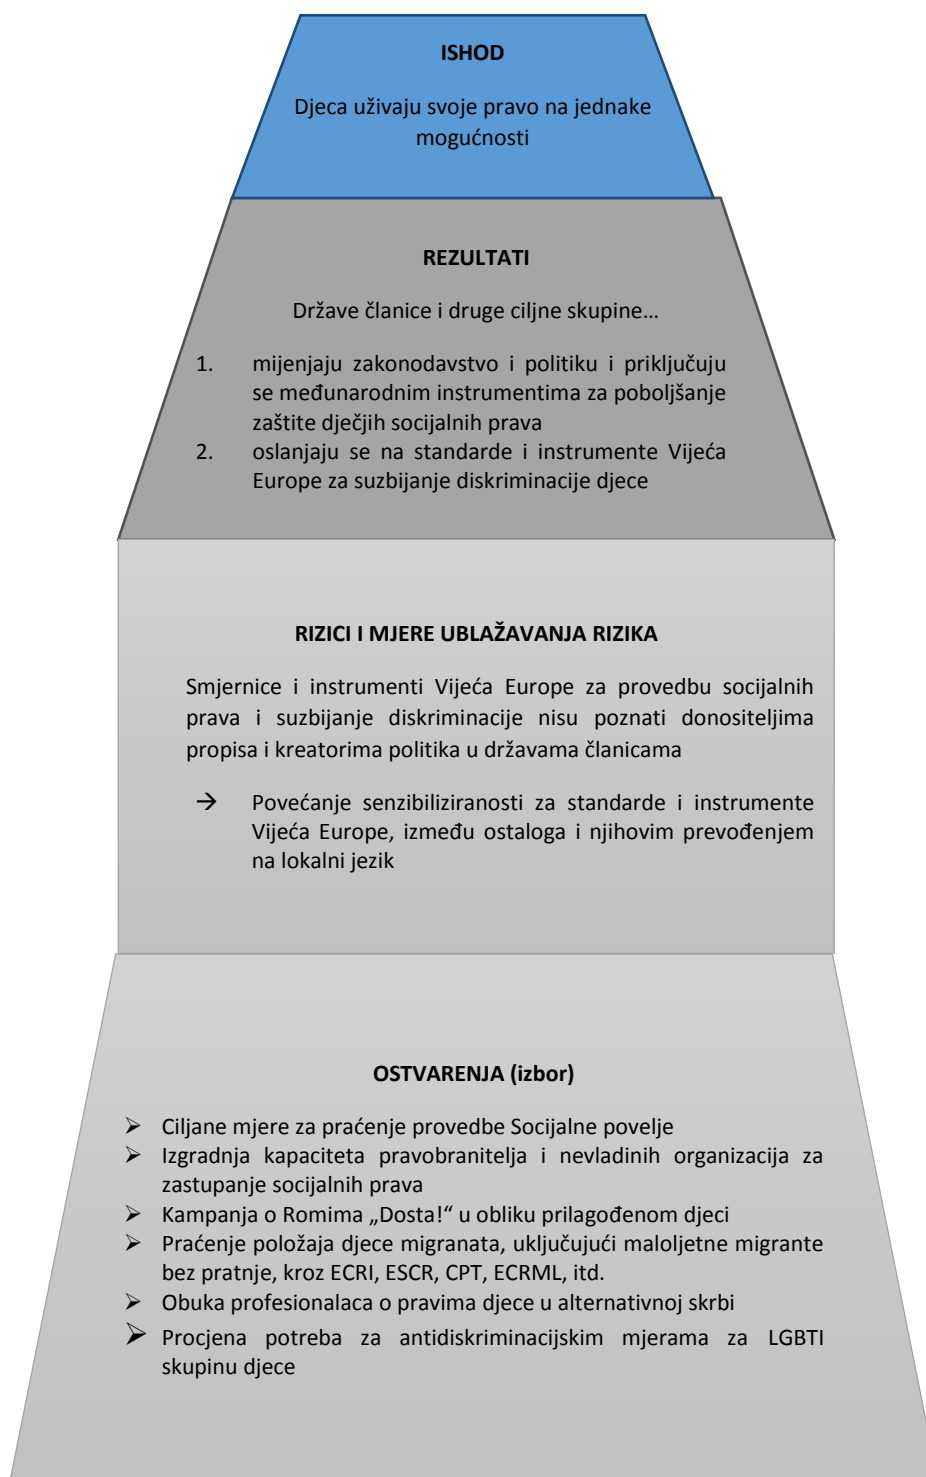 ISHOD
Djeca uživaju svoje pravo na jednake
mogućnosti
REZULTATI
Države članice i druge ciljne skupine…
1. mijenjaju zakonodavstvo i politiku i priključuju
se međunarodnim instrumentima za poboljšanje
zaštite dječjih socijalnih prava
2. oslanjaju se na standarde i instrumente Vijeća
Europe za suzbijanje diskriminacije djece
RIZICI I MJERE UBLAŽAVANJA RIZIKA
Smjernice i instrumenti Vijeća Europe za provedbu socijalnih
prava i suzbijanje diskriminacije nisu poznati donositeljima
propisa i kreatorima politika u državama članicama
→ Povećanje senzibiliziranosti za standarde i instrumente
Vijeća Europe, između ostaloga i njihovim prevođenjem
na lokalni jezik
OSTVARENJA (izbor)
➢ Ciljane mjere za praćenje provedbe Socijalne povelje
➢ Izgradnja kapaciteta pravobranitelja i nevladinih organizacija za
zastupanje socijalnih prava
➢ Kampanja o Romima „Dosta!“ u obliku prilagođenom djeci
➢ Praćenje položaja djece migranata, uključujući maloljetne migrante
bez pratnje, kroz ECRI, ESCR, CPT, ECRML, itd.
➢ Obuka profesionalaca o pravima djece u alternativnoj skrbi
➢ Procjena potreba za antidiskriminacijskim mjerama za LGBTI
skupinu djece